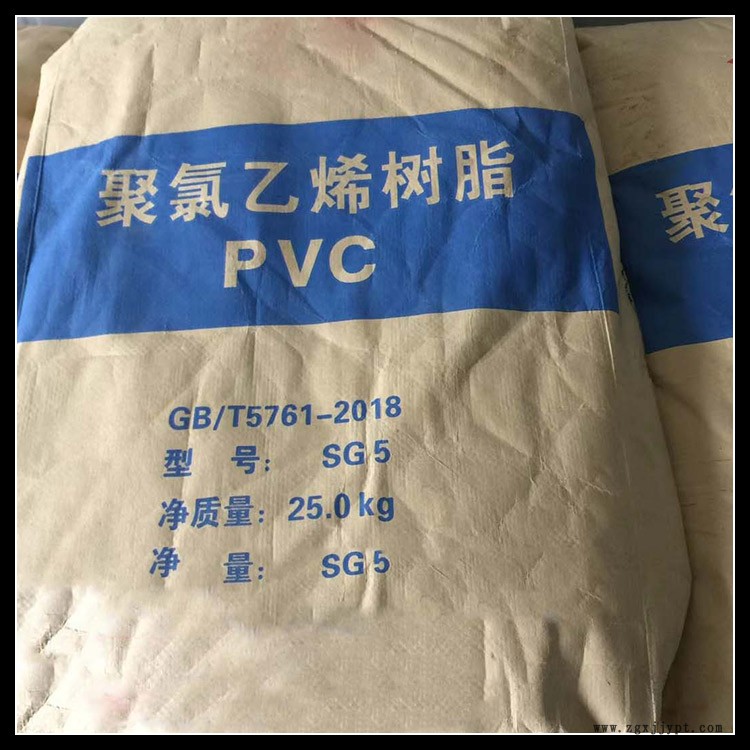 聚氯乙烯树脂
PVC
聚
GB/T5761-2018
型 号: SG5
净质量: 25.0kg
净 量: SG5
www.zgxjjypt.com